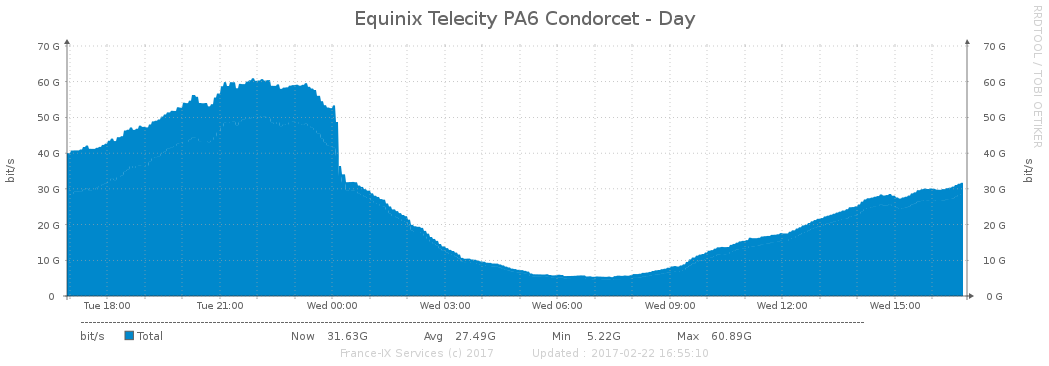 Equinix Telecity PA6 Condorcet - Day
RRDTOOL / TOBI OETIKER
70 G 70 G
60 G 60 G
50 G 50 G
40 G 40 G
30 G 30 G
20 G 20 G
10 G 10 G
0 0 G
bit/s
bit/s
Tue 18:00 Tue 21:00 Wed 00:00 Wed 03:00 Wed 06:00 Wed 09:00 Wed 12:00 Wed 15:00
bit/s Total Now 31.63G Avg 27.49G Min 5.22G Max 60.89G
France-IX Services (c) 2017 Updated : 2017-02-22 16:55:10